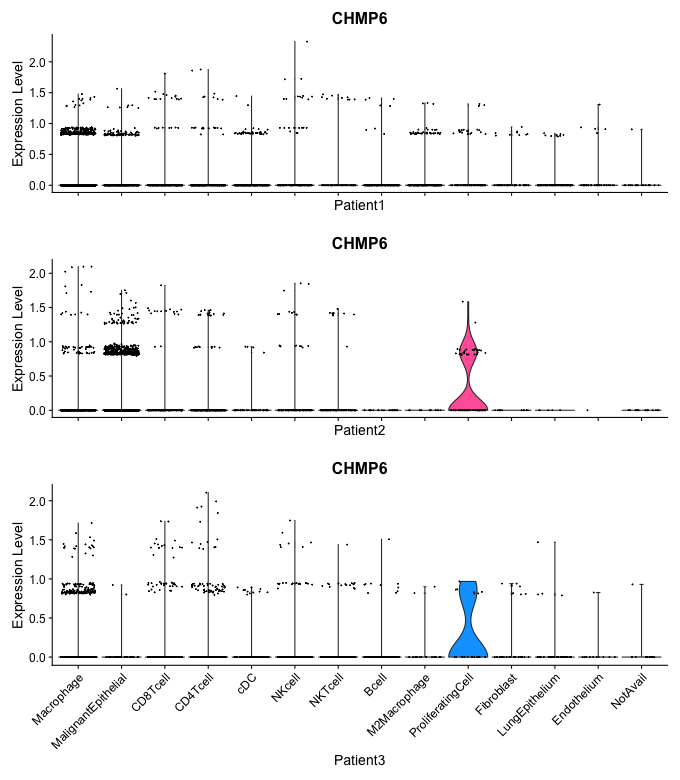 CHMP6
Expression Level
2.0
1.5
1.0
0.5
0.0
Patient1
CHMP6
Expression Level
2.0
1.5
1.0
0.5
0.0
Patient2
CHMP6
Expression Level
2.0
1.5
1.0
0.5
0.0
Macrophage
MalignantEpithelial
CD8Tcell
CD4Tcell
cDC
NKcell
NKTcell
Bcell
M2Macrophage
ProliferatingCell
Fibroblast
LungEpithelium
Endothelium
NotAvail
Patient3